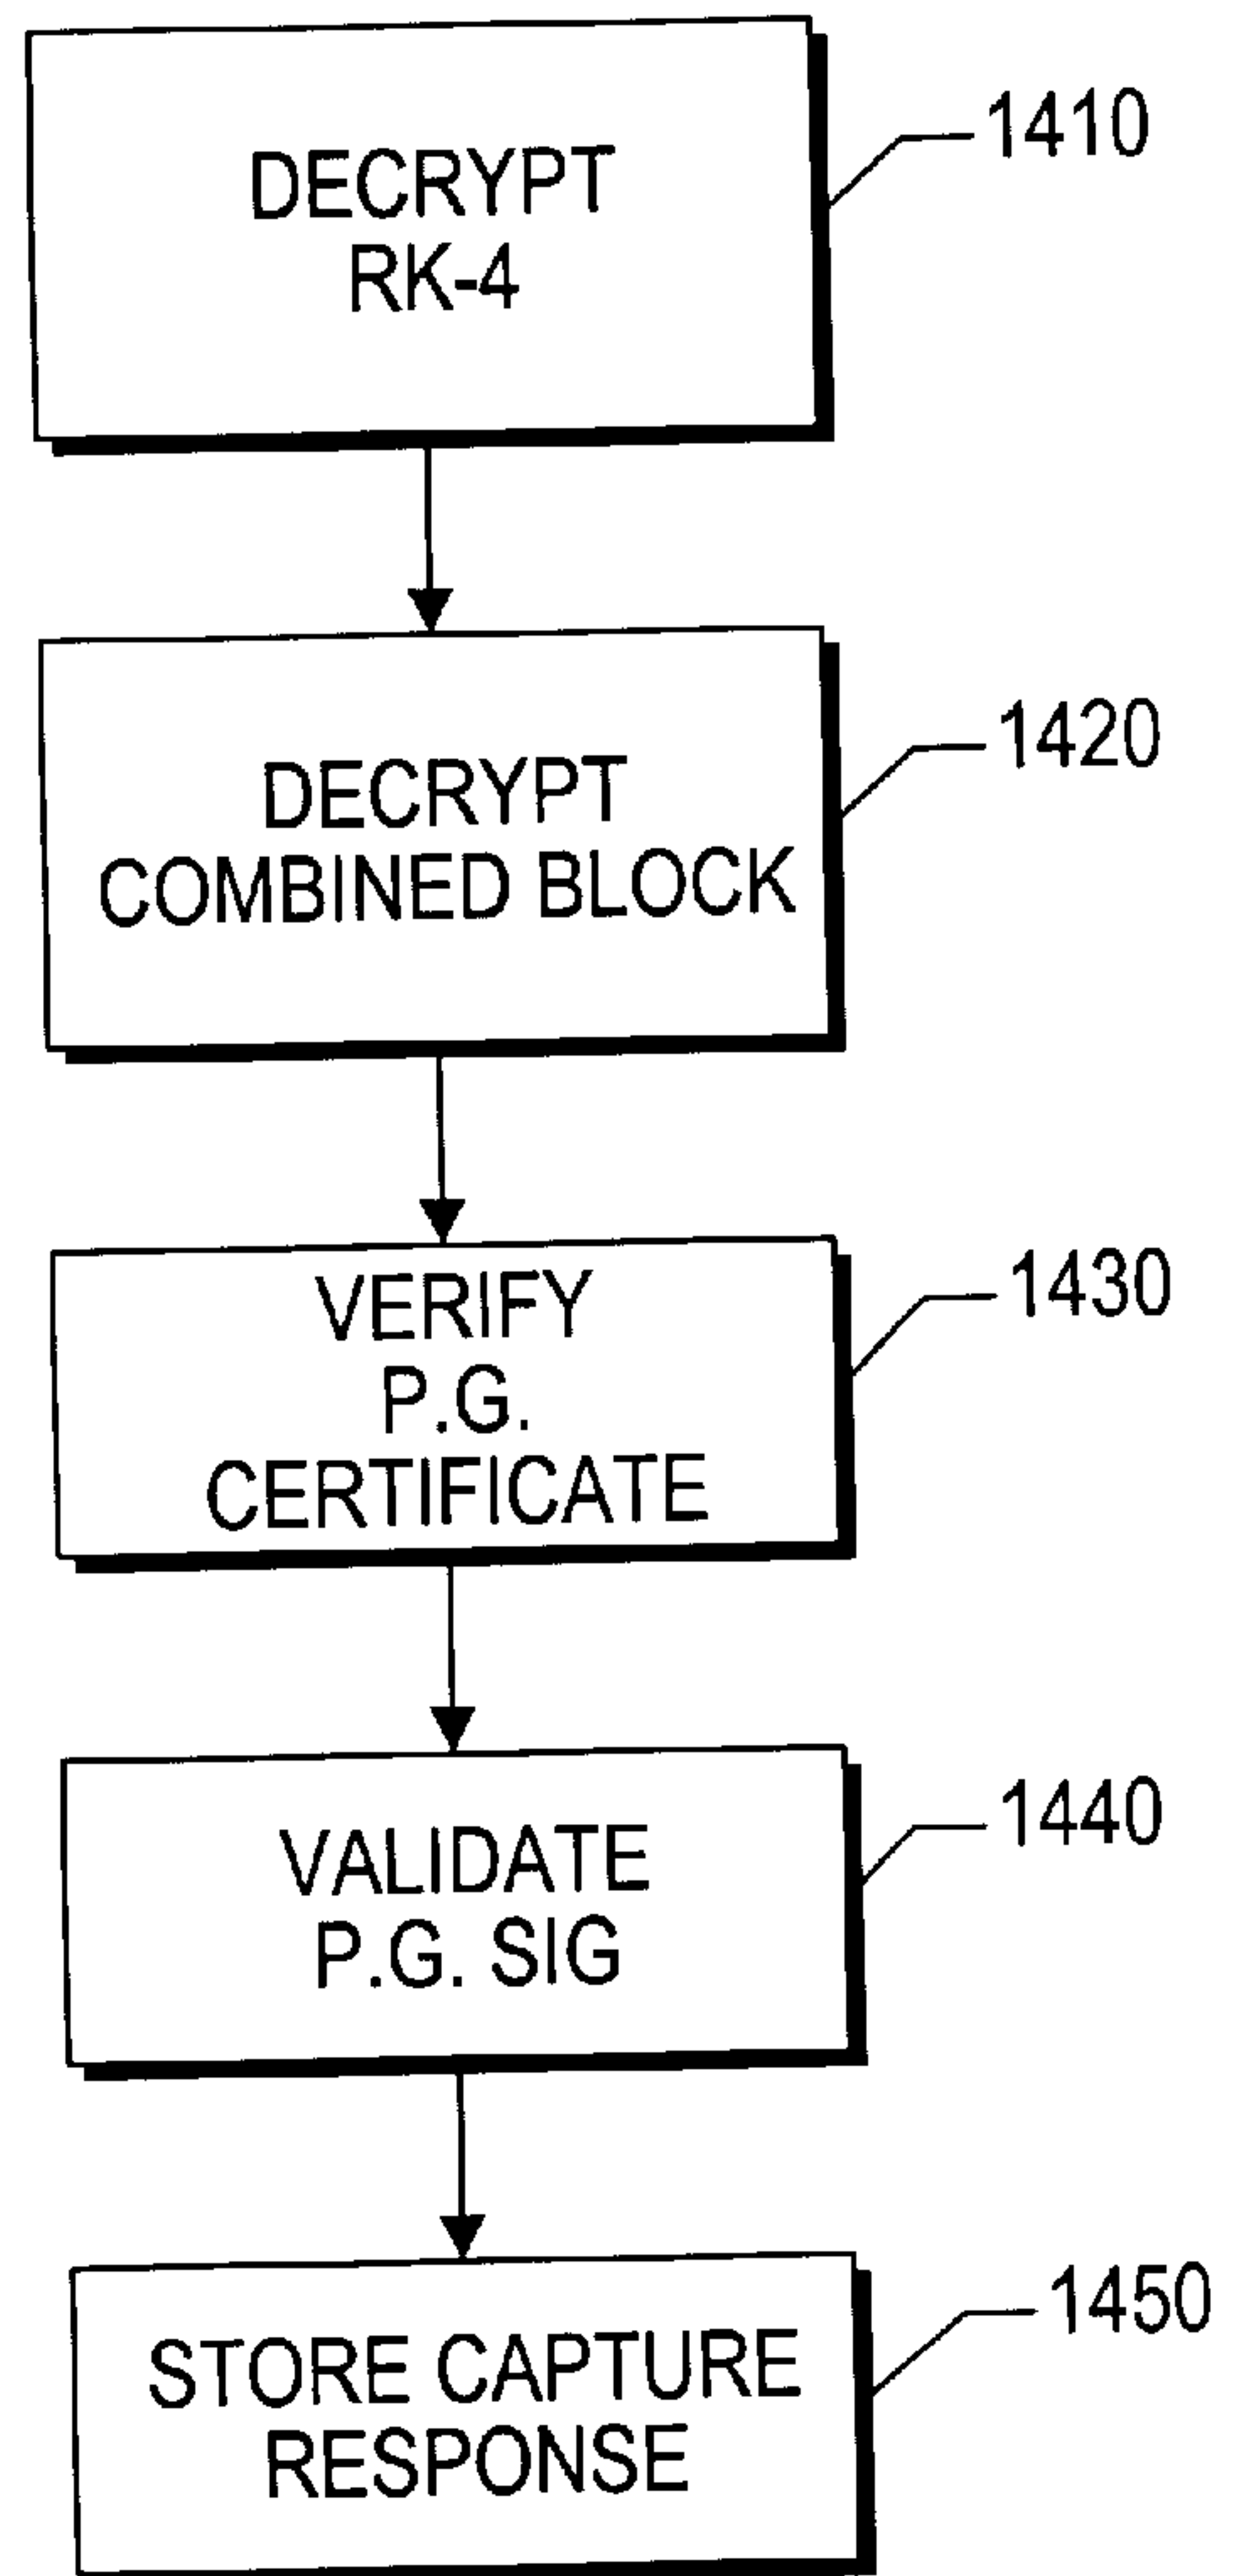 DECRYPT
RK-4
1410
DECRYPT
COMBINED BLOCK
1420
VERIFY
P.G.
CERTIFICATE
1430
VALIDATE
P.G. SIG
1440
STORE CAPTURE
RESPONSE
1450